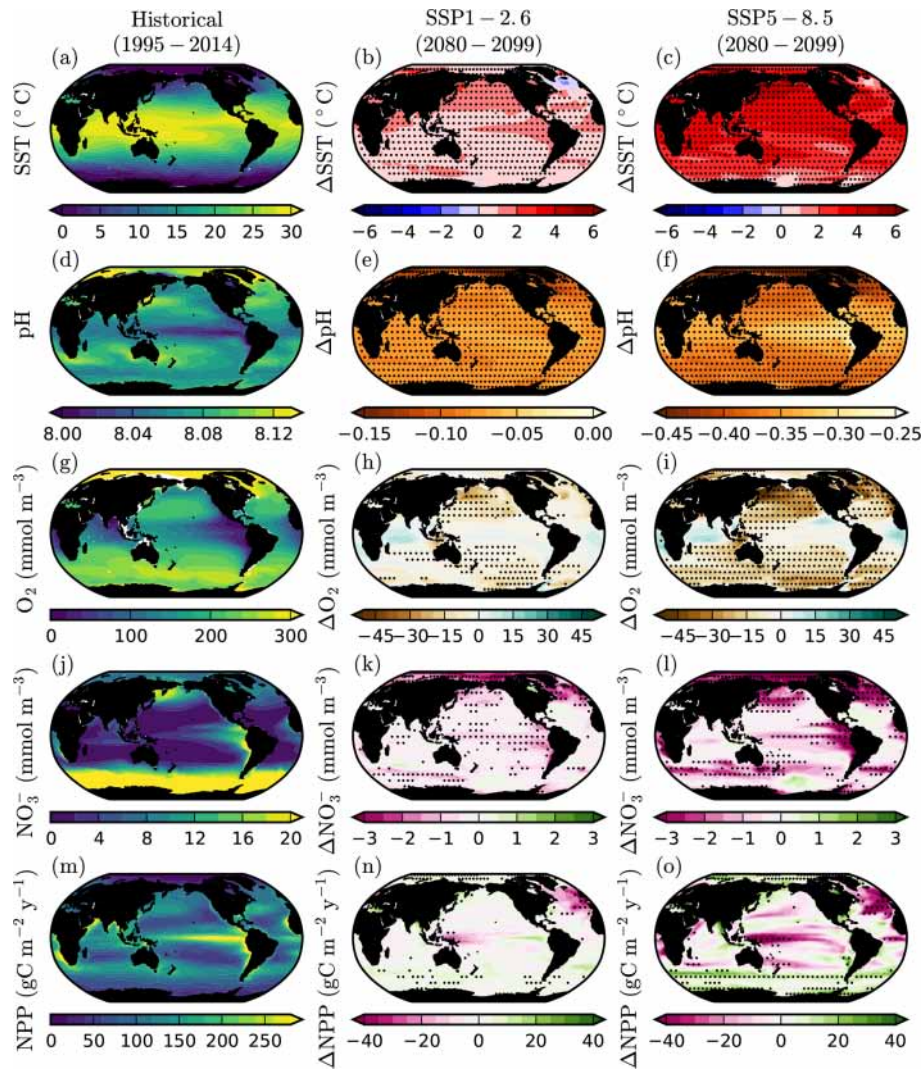 Historical
(1995 − 2014)
SSP1 − 2.6
(2080 − 2099)
SSP5 − 8.5
(2080 − 2099)
(a)
(b)
(c)
SST (°C)
ΔSST (°C)
ΔSST (°C)
0 5 10 15 20 25 30
−6 −4 −2 0 2 4 6
−6 −4 −2 0 2 4 6
(d)
(e)
(f)
pH
ΔpH
ΔpH
8.00 8.04 8.08 8.12
−0.15 −0.10 −0.05 0.00
−0.45 −0.40 −0.35 −0.30 −0.25
(g)
(h)
(i)
O₂ (mmol m⁻³)
ΔO₂ (mmol m⁻³)
ΔO₂ (mmol m⁻³)
0 100 200 300
−45 −30 −15 0 15 30 45
−45 −30 −15 0 15 30 45
(j)
(k)
(l)
NO₃⁻ (mmol m⁻³)
ΔNO₃⁻ (mmol m⁻³)
ΔNO₃⁻ (mmol m⁻³)
0 4 8 12 16 20
−3 −2 −1 0 1 2 3
−3 −2 −1 0 1 2 3
(m)
(n)
(o)
NPP (gC m⁻² y⁻¹)
ΔNPP (gC m⁻² y⁻¹)
ΔNPP (gC m⁻² y⁻¹)
0 50 100 150 200 250
−40 −20 0 20 40
−40 −20 0 20 40